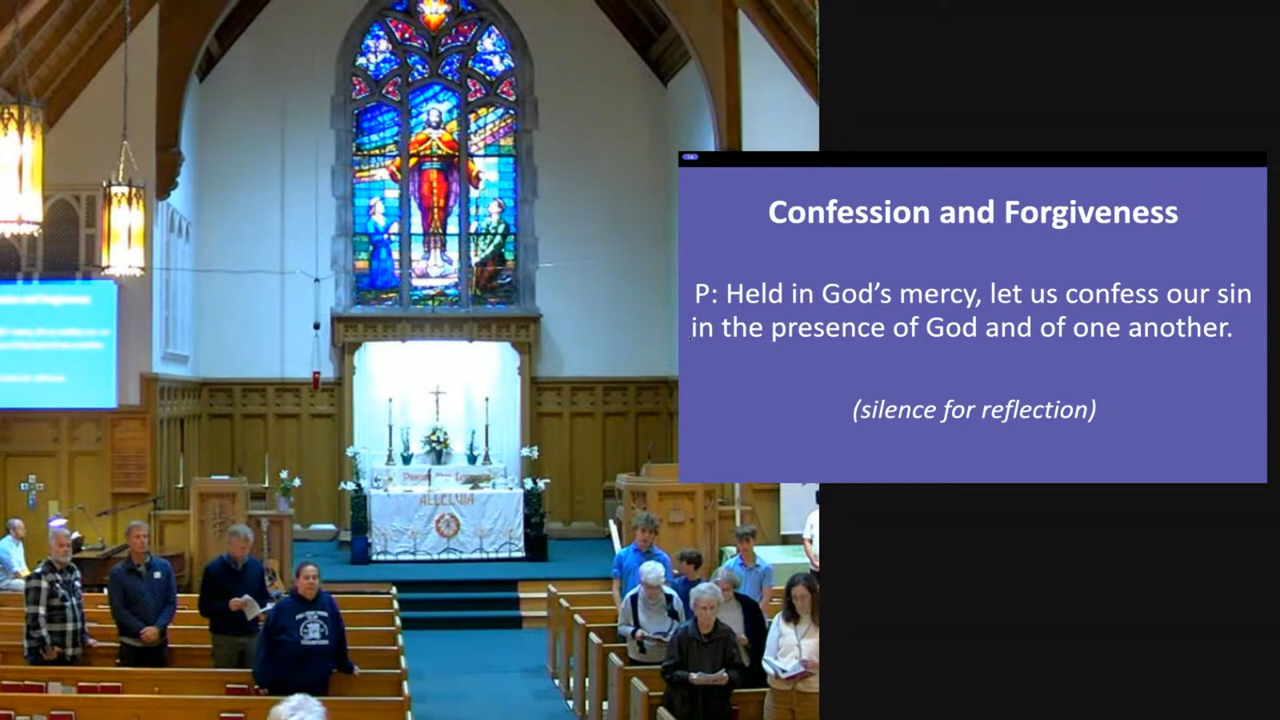 Confession and Forgiveness
P: Held in God's mercy, let us confess our sin
in the presence of God and of one another.
(silence for reflection)
ALLELUIA